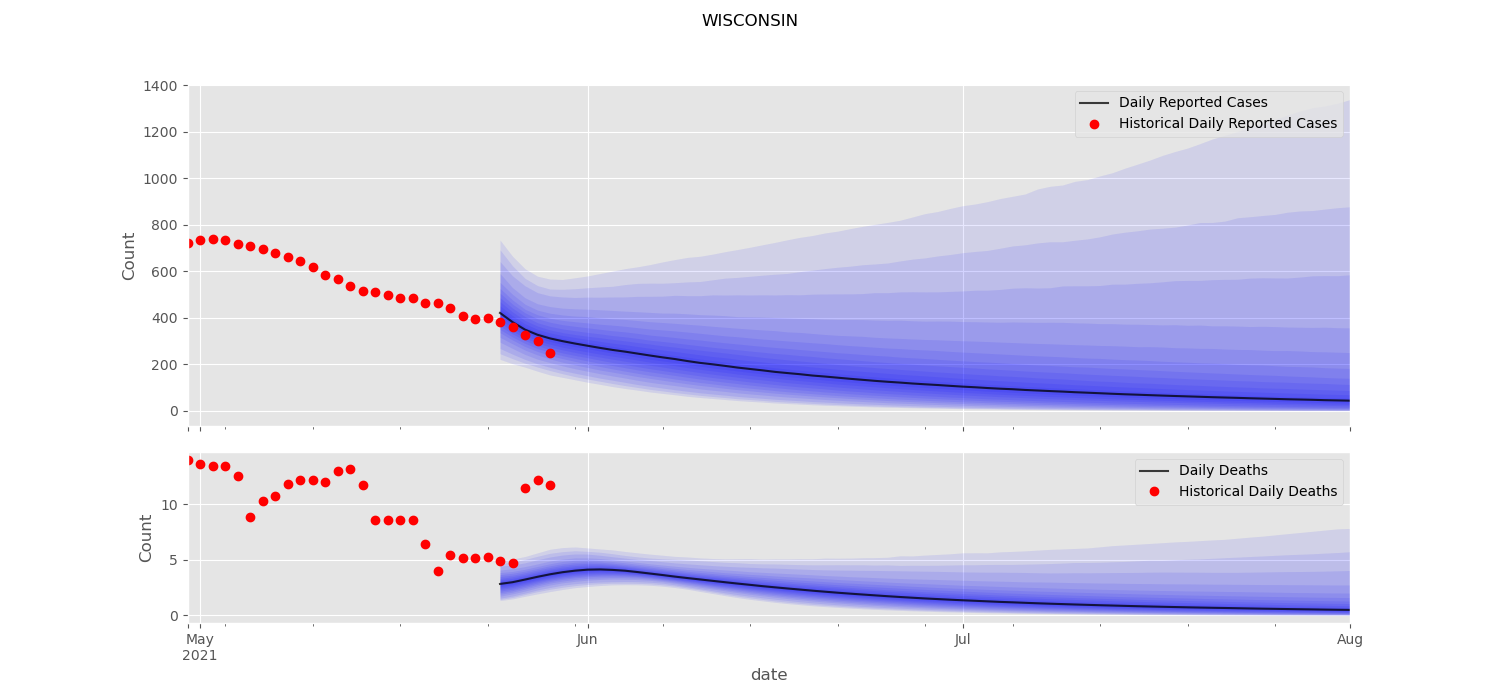 WISCONSIN
1400
1200
1000
800
600
400
200
0
Count
Daily Reported Cases
Historical Daily Reported Cases
10
5
0
Count
Daily Deaths
Historical Daily Deaths
May
2021
Jun
Jul
Aug
date